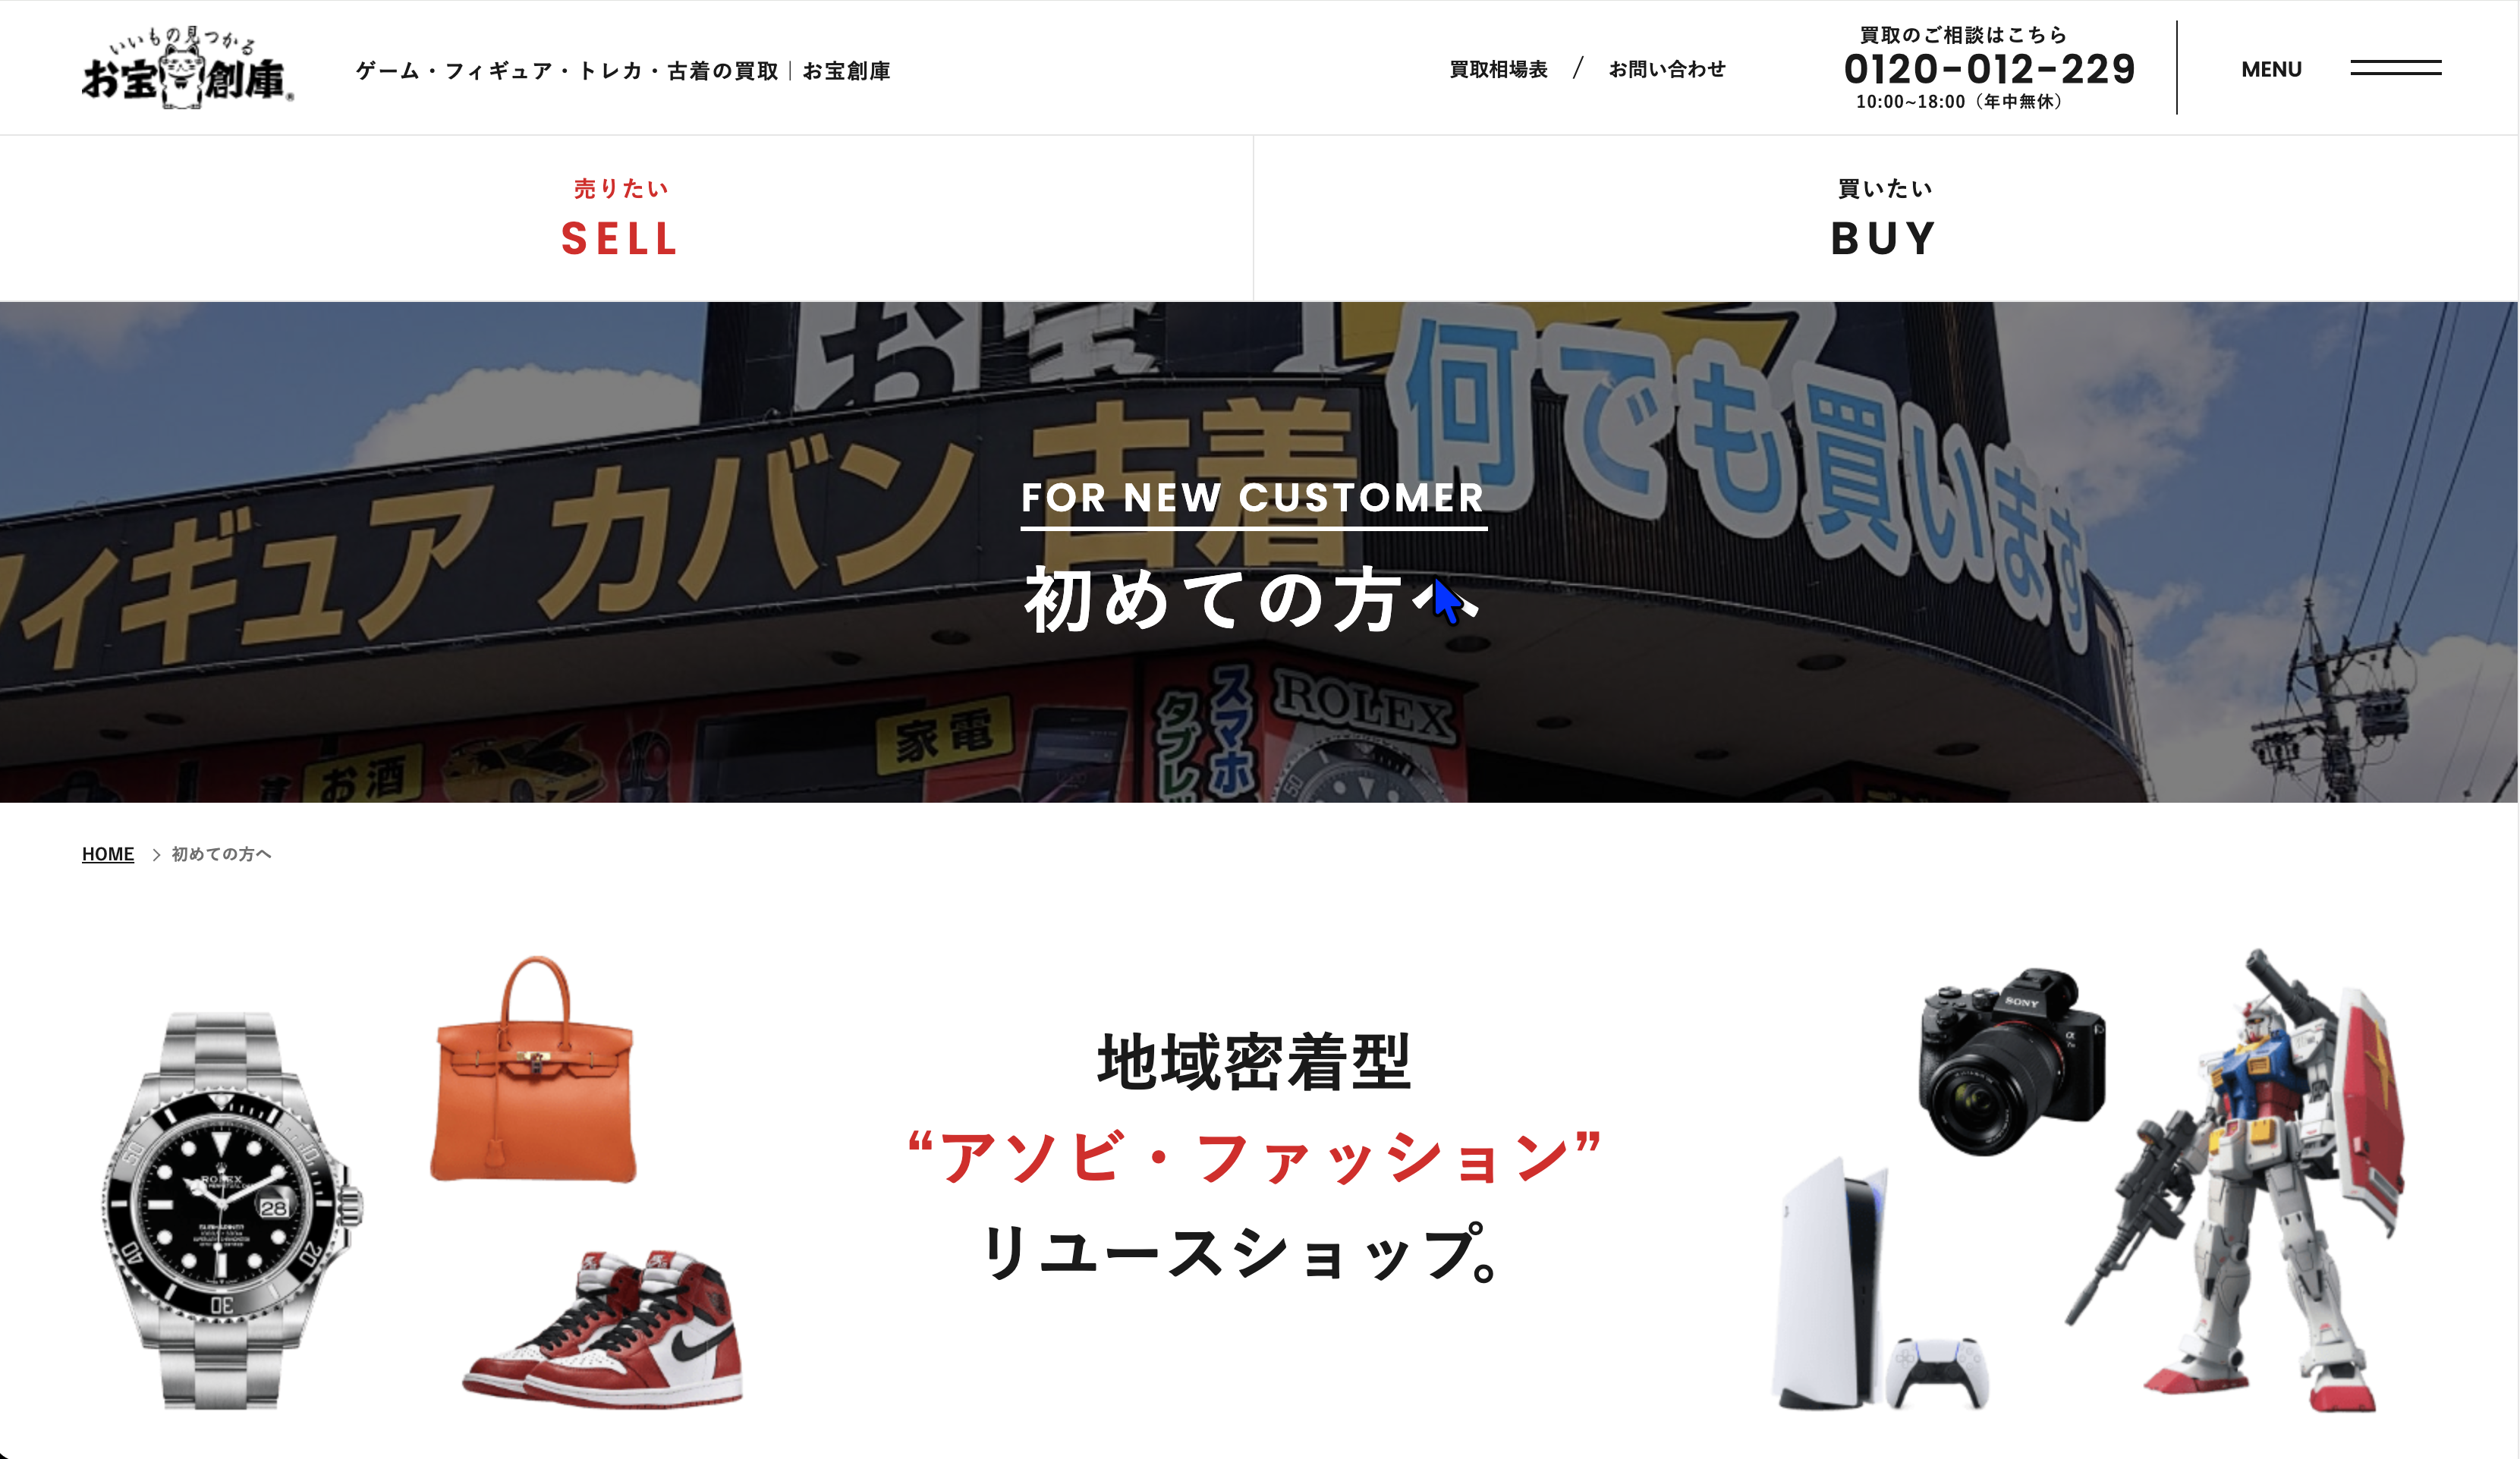 いいもの見つかる
お宝創庫®
ゲーム・フィギュア・トレカ・古着の買取｜お宝創庫
買取相場表 / お問い合わせ
買取のご相談はこちら
0120-012-229
10:00~18:00（年中無休）
MENU
売りたい
SELL
買いたい
BUY
お宝
何でも買います
フィギュア カバン 古着
FOR NEW CUSTOMER
初めての方へ
お酒
家電
スマホ
タブレッ
ROLEX
HOME > 初めての方へ
地域密着型
“アソビ・ファッション”
リユースショップ。
ROLEX
28
SONY